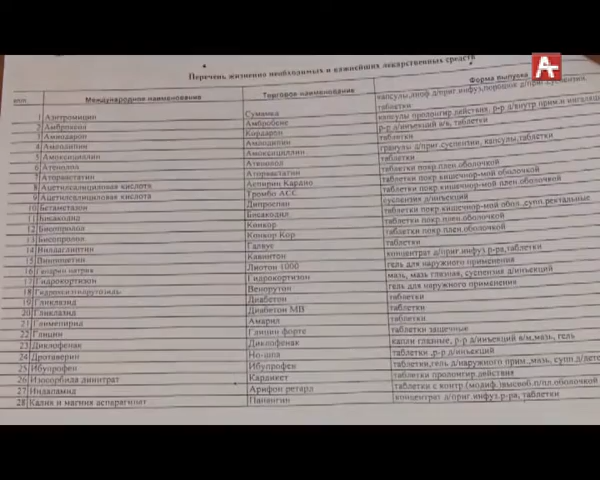 A+
Перечень жизненно необходимых и важнейших лекарственных средств
Международное наименование Торговое наименование Форма выпуска
1 Азитромицин Сумамед капсулы, лиоф д/приг.инфуз, порошок д/приг.суспензии, таблетки
2 Амброксол Амбробене капсулы пролонгир.действия, р-р д/внутр прим.и ингаляц
3 Амиодарон Кордарон р-р д/инъекций в/в, таблетки
4 Амлодипин Амлодипин таблетки
5 Амоксициллин Амоксициллин гранулы д/приг.суспензии, капсулы,таблетки
6 Атенолол Атенолол таблетки
7 Аторвастатин Аторвастатин таблетки покр.плен.оболочкой
8 Ацетилсалициловая кислота Аспирин Кардио таблетки покр.кишечнор-мой оболочкой
9 Ацетилсалициловая кислота Тромбо АСС таблетки покр.кишечнор-мой плен.оболочкой
10 Бетаметазон Дипроспан суспензия д/инъекций
11 Бисакодил Бисакодил таблетки покр.кишечнор-мой обол.,супп.ректальные
12 Бисопролол Конкор таблетки покр.плен.оболочкой
13 Бисопролол Конкор Кор таблетки покр.плен.оболочкой
14 Вилдаглиптин Галвус таблетки
15 Винпоцетин Кавинтон концентрат д/приг.инфуз.р-ра,таблетки
16 Гепарин натрия Лиотон 1000 гель для наружного применения
17 Гидрокортизон Гидрокортизон мазь, мазь глазная, суспензия д/инъекций
18 Венорутон гель для наружного применения
19 Гликлазид Диабетон таблетки
20 Гликлазид Диабетон МВ таблетки
21 Глимепирид Амарил таблетки
22 Глицин Глицин форте таблетки защечные
23 Диклофенак Диклофенак капли глазные, р-р д/инъекций в/м,мазь, гель
24 Дротаверин Но-шпа таблетки ,р-р д/инъекций
25 Ибупрофен Ибупрофен таблетки,гель д/наружного прим.,мазь, супп.д/детей
26 Изосорбида динитрат Кардикет таблетки пролонгир.действия
27 Индапамид Арифон ретард таблетки с контр.(модиф.)высвоб.п/пл.оболочкой
28 Калия и магния аспарагинат Панангин концентрат д/приг.инфуз.р-ра, таблетки